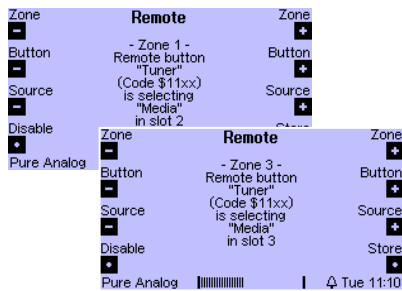 Zone Remote Zone
- Zone 1 -
Button Remote button Button
"Tuner"
(Code $11xx)
Source is selecting Source
"Media"
in slot 2
Disable Store
Pure Analog
Zone Remote Zone
- Zone 3 -
Button Remote button Button
"Tuner"
(Code $11xx)
Source is selecting Source
"Media"
in slot 3
Disable Store
Pure Analog Tue 11:10